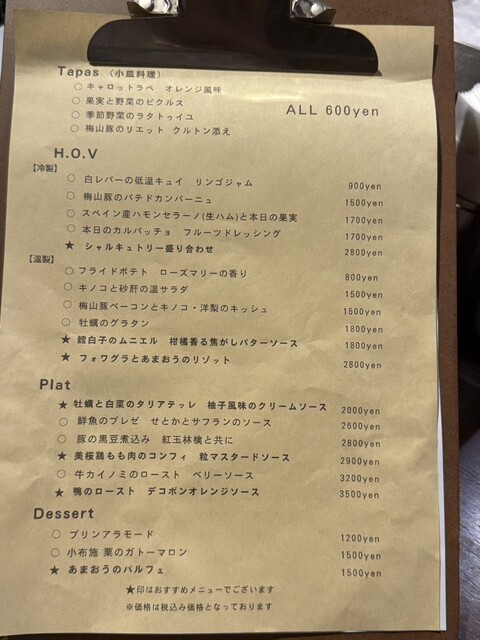 Tapas （小皿料理）
○ キャロットラペ　オレンジ風味
○ 果実と野菜のピクルス
○ 季節野菜のラタトゥイユ
○ 梅山豚のリエット　クルトン添え
ALL 600yen
H.O.V
【冷製】
○ 白レバーの低温キュイ　リンゴジャム 900yen
○ 梅山豚のパテドカンパーニュ 1500yen
○ スペイン産ハモンセラーノ(生ハム)と本日の果実 1700yen
○ 本日のカルパッチョ　フルーツドレッシング 1700yen
★ シャルキュトリー盛り合わせ 2800yen
【温製】
○ フライドポテト　ローズマリーの香り 800yen
○ キノコと砂肝の温サラダ 1500yen
○ 梅山豚ベーコンとキノコ・洋梨のキッシュ 1500yen
○ 牡蠣のグラタン 1800yen
★ 鱈白子のムニエル　柑橘香る焦がしバターソース 1800yen
★ フォワグラとあまおうのリゾット 2800yen
Plat
★ 牡蠣と白菜のタリアテッレ　柚子風味のクリームソース 2000yen
○ 鮮魚のブレゼ　せとかとサフランのソース 2600yen
○ 豚の黒豆煮込み　紅玉林檎と共に 2800yen
★ 美桜鶏もも肉のコンフィ　粒マスタードソース 2900yen
○ 牛カイノミのロースト　ベリーソース 3200yen
★ 鴨のロースト　デコポンオレンジソース 3500yen
Dessert
○ プリンアラモード 1200yen
○ 小布施 栗のガトーマロン 1500yen
★ あまおうのパルフェ 1500yen
★印はおすすめメニューでございます
※価格は税込み価格となっております